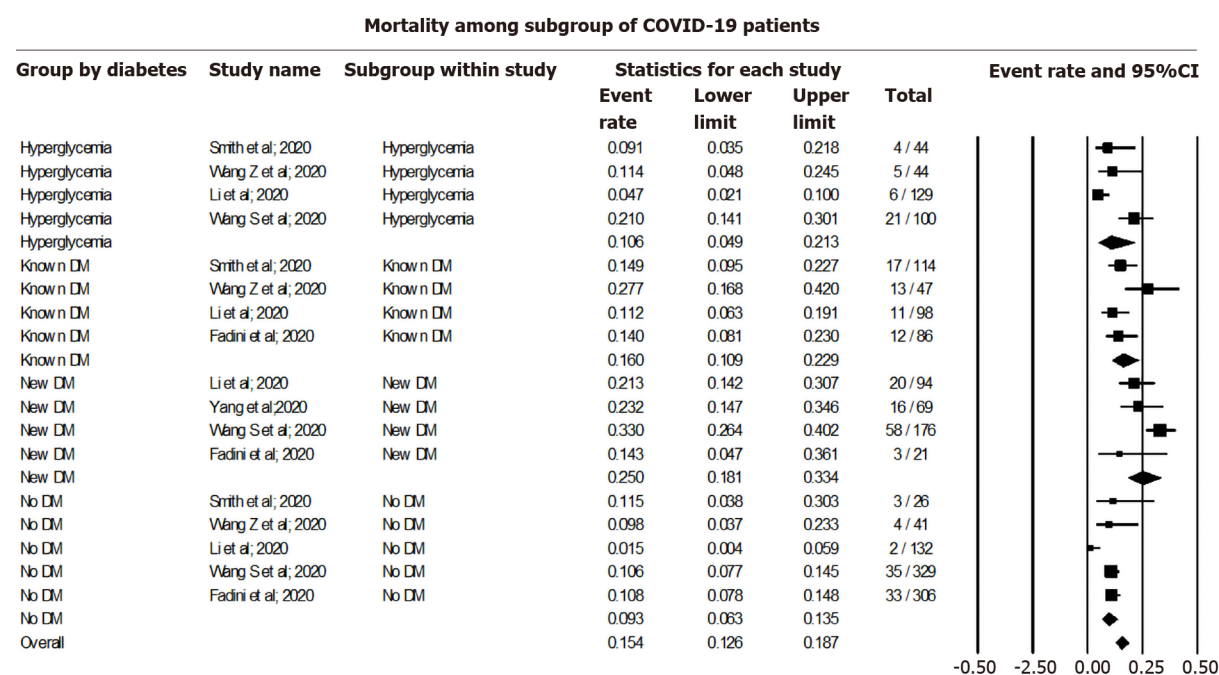 Mortality among subgroup of COVID-19 patients
Group by diabetes Study name Subgroup within study Statistics for each study Event rate and 95%CI
Event Lower Upper Total
rate limit limit
Hyperglycemia Smith et al; 2020 Hyperglycemia 0.091 0.035 0.218 4 / 44
Hyperglycemia Wang Z et al; 2020 Hyperglycemia 0.114 0.048 0.245 5 / 44
Hyperglycemia Li et al; 2020 Hyperglycemia 0.047 0.021 0.100 6 / 129
Hyperglycemia Wang S et al; 2020 Hyperglycemia 0.210 0.141 0.301 21 / 100
Hyperglycemia 0.106 0.049 0.213
Known DM Smith et al; 2020 Known DM 0.149 0.095 0.227 17 / 114
Known DM Wang Z et al; 2020 Known DM 0.277 0.168 0.420 13 / 47
Known DM Li et al; 2020 Known DM 0.112 0.063 0.191 11 / 98
Known DM Fadini et al; 2020 Known DM 0.140 0.081 0.230 12 / 86
Known DM 0.160 0.109 0.229
New DM Li et al; 2020 New DM 0.213 0.142 0.307 20 / 94
New DM Yang et al;2020 New DM 0.232 0.147 0.346 16 / 69
New DM Wang S et al; 2020 New DM 0.330 0.264 0.402 58 / 176
New DM Fadini et al; 2020 New DM 0.143 0.047 0.361 3 / 21
New DM 0.250 0.181 0.334
No DM Smith et al; 2020 No DM 0.115 0.038 0.303 3 / 26
No DM Wang Z et al; 2020 No DM 0.098 0.037 0.233 4 / 41
No DM Li et al; 2020 No DM 0.015 0.004 0.059 2 / 132
No DM Wang S et al; 2020 No DM 0.106 0.077 0.145 35 / 329
No DM Fadini et al; 2020 No DM 0.108 0.078 0.148 33 / 306
No DM 0.093 0.063 0.135
Overall 0.154 0.126 0.187
-0.50 -2.50 0.00 0.25 0.50